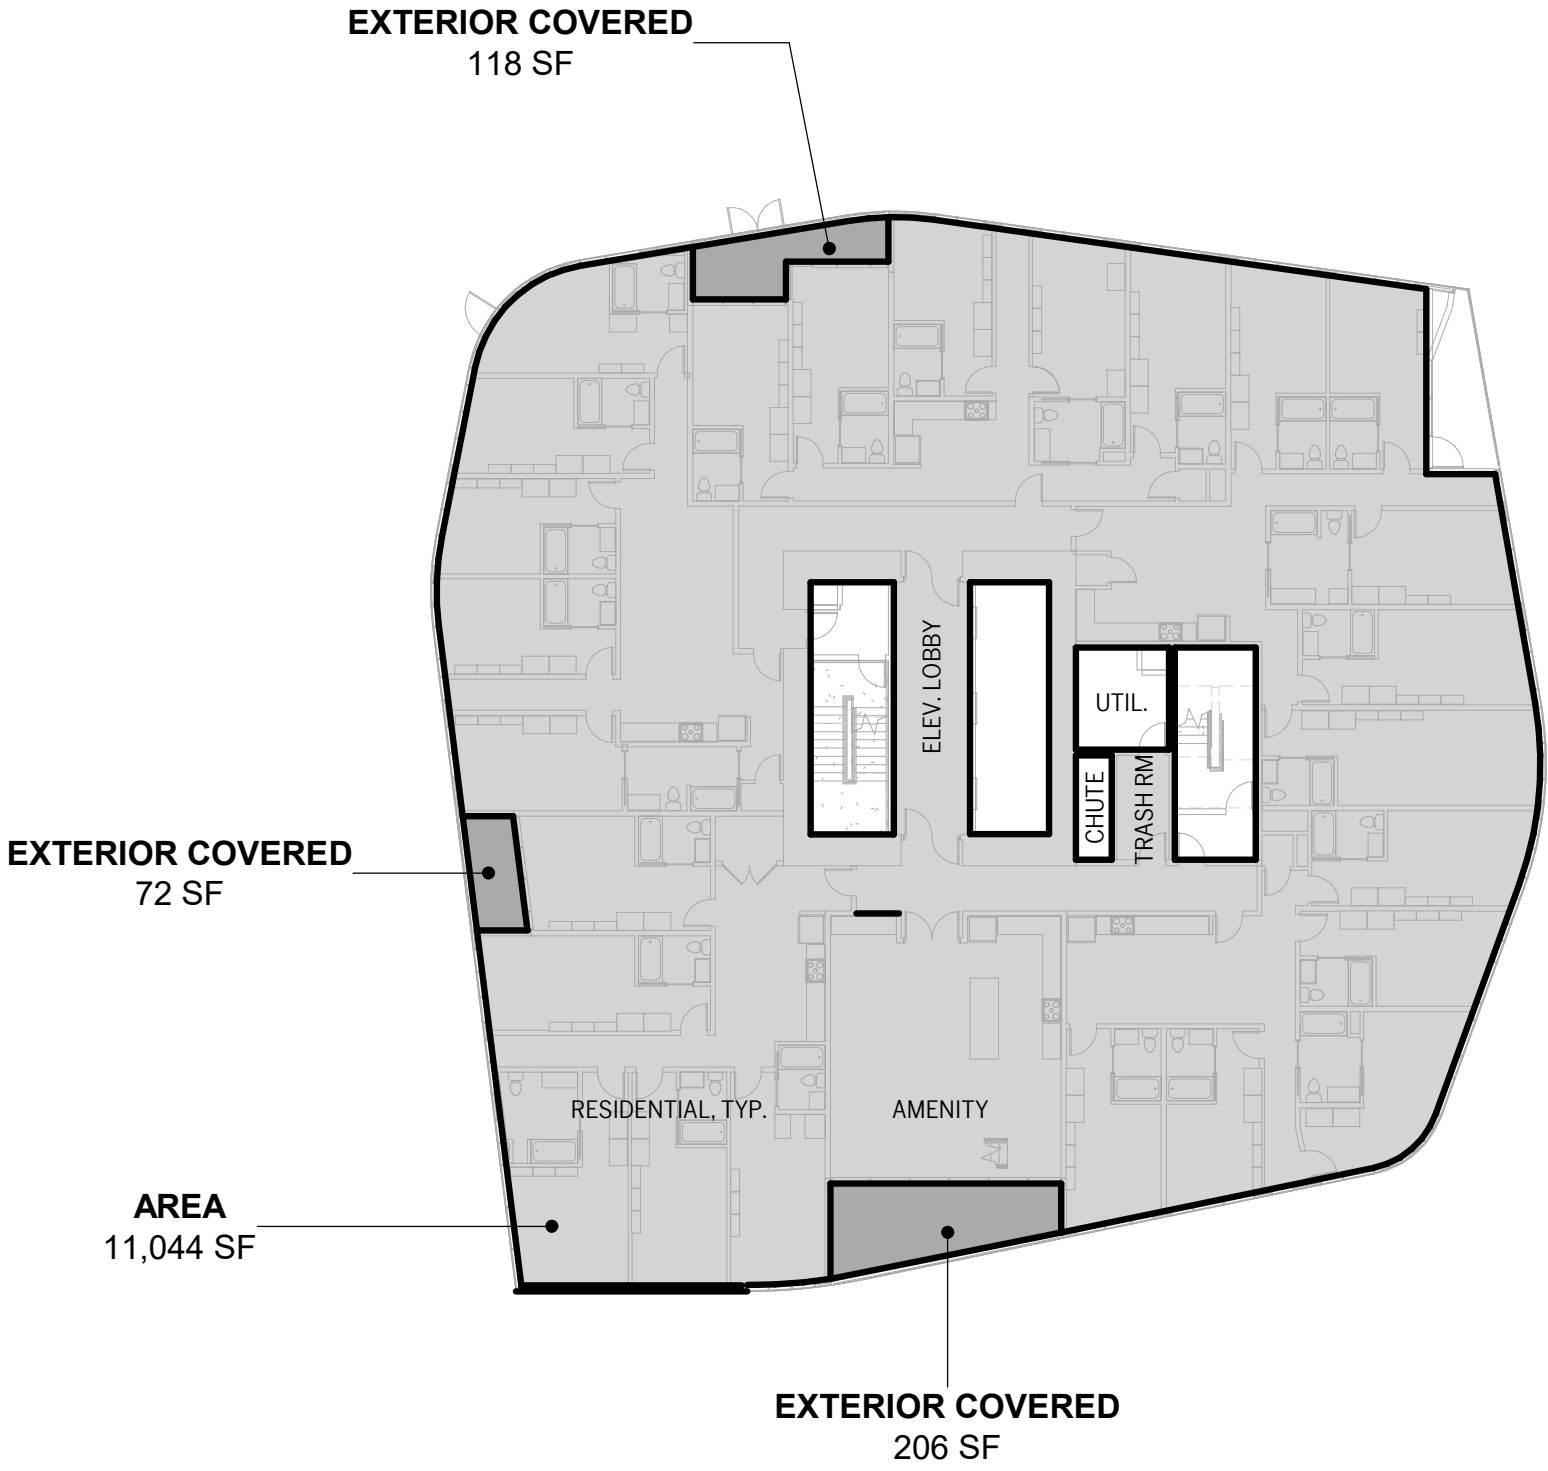 EXTERIOR COVERED
118 SF
ELEV. LOBBY
UTIL.
CHUTE
TRASH RM
EXTERIOR COVERED
72 SF
RESIDENTIAL, TYP.
AMENITY
AREA
11,044 SF
EXTERIOR COVERED
206 SF